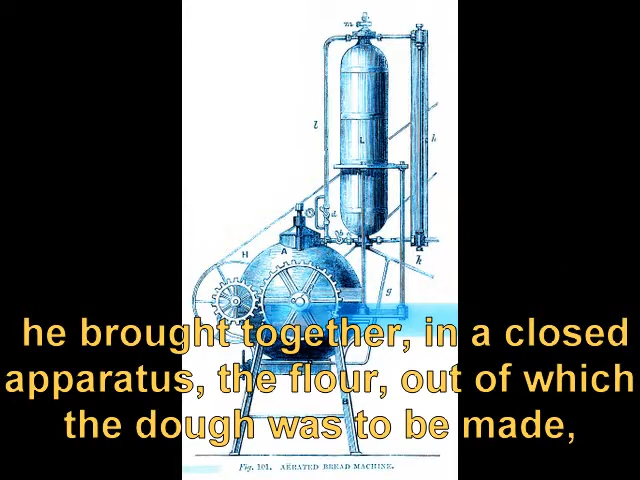 m
l
L
h
d
b
H
A
k
g
he brought together, in a closed
apparatus, the flour, out of which
the dough was to be made,
Fig. 101. AËRATED BREAD MACHINE.